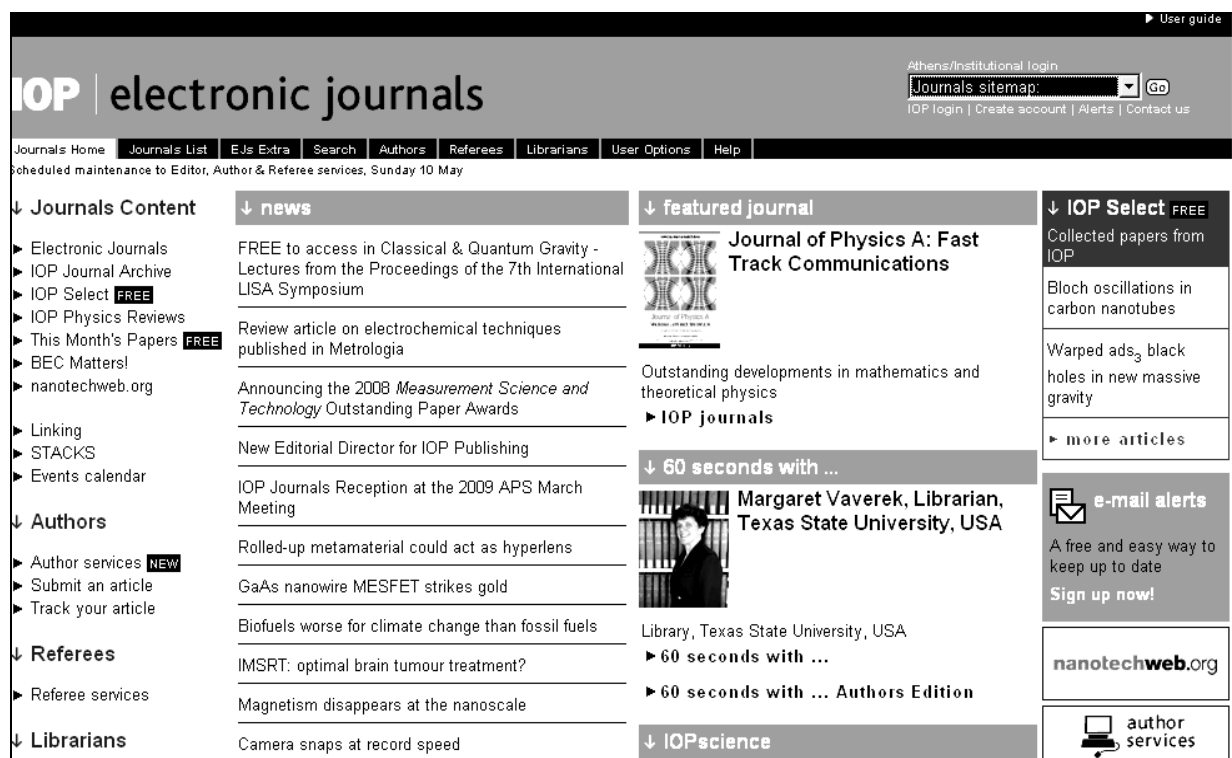 User guide
IOP electronic journals
Athens/Institutional login
Journals sitemap: Go
IOP login | Create account | Alerts | Contact us
Journals Home Journals List EJs Extra Search Authors Referees Librarians User Options Help
Scheduled maintenance to Editor, Author & Referee services, Sunday 10 May
↓ Journals Content
Electronic Journals
IOP Journal Archive
IOP Select FREE
IOP Physics Reviews
This Month's Papers FREE
BEC Matters!
nanotechweb.org
Linking
STACKS
Events calendar
↓ Authors
Author services NEW
Submit an article
Track your article
↓ Referees
Referee services
↓ Librarians
↓ news
FREE to access in Classical & Quantum Gravity -
Lectures from the Proceedings of the 7th International
LISA Symposium
Review article on electrochemical techniques
published in Metrologia
Announcing the 2008 Measurement Science and
Technology Outstanding Paper Awards
New Editorial Director for IOP Publishing
IOP Journals Reception at the 2009 APS March
Meeting
Rolled-up metamaterial could act as hyperlens
GaAs nanowire MESFET strikes gold
Biofuels worse for climate change than fossil fuels
IMSRT: optimal brain tumour treatment?
Magnetism disappears at the nanoscale
Camera snaps at record speed
↓ featured journal
Journal of Physics A: Fast
Track Communications
Journal of Physics A
Outstanding developments in mathematics and
theoretical physics
IOP journals
↓ 60 seconds with ...
Margaret Vaverek, Librarian,
Texas State University, USA
Library, Texas State University, USA
60 seconds with ...
60 seconds with ... Authors Edition
↓ IOPscience
↓ IOP Select FREE
Collected papers from
IOP
Bloch oscillations in
carbon nanotubes
Warped ads3 black
holes in new massive
gravity
more articles
e-mail alerts
A free and easy way to
keep up to date
Sign up now!
nanotechweb.org
author
services